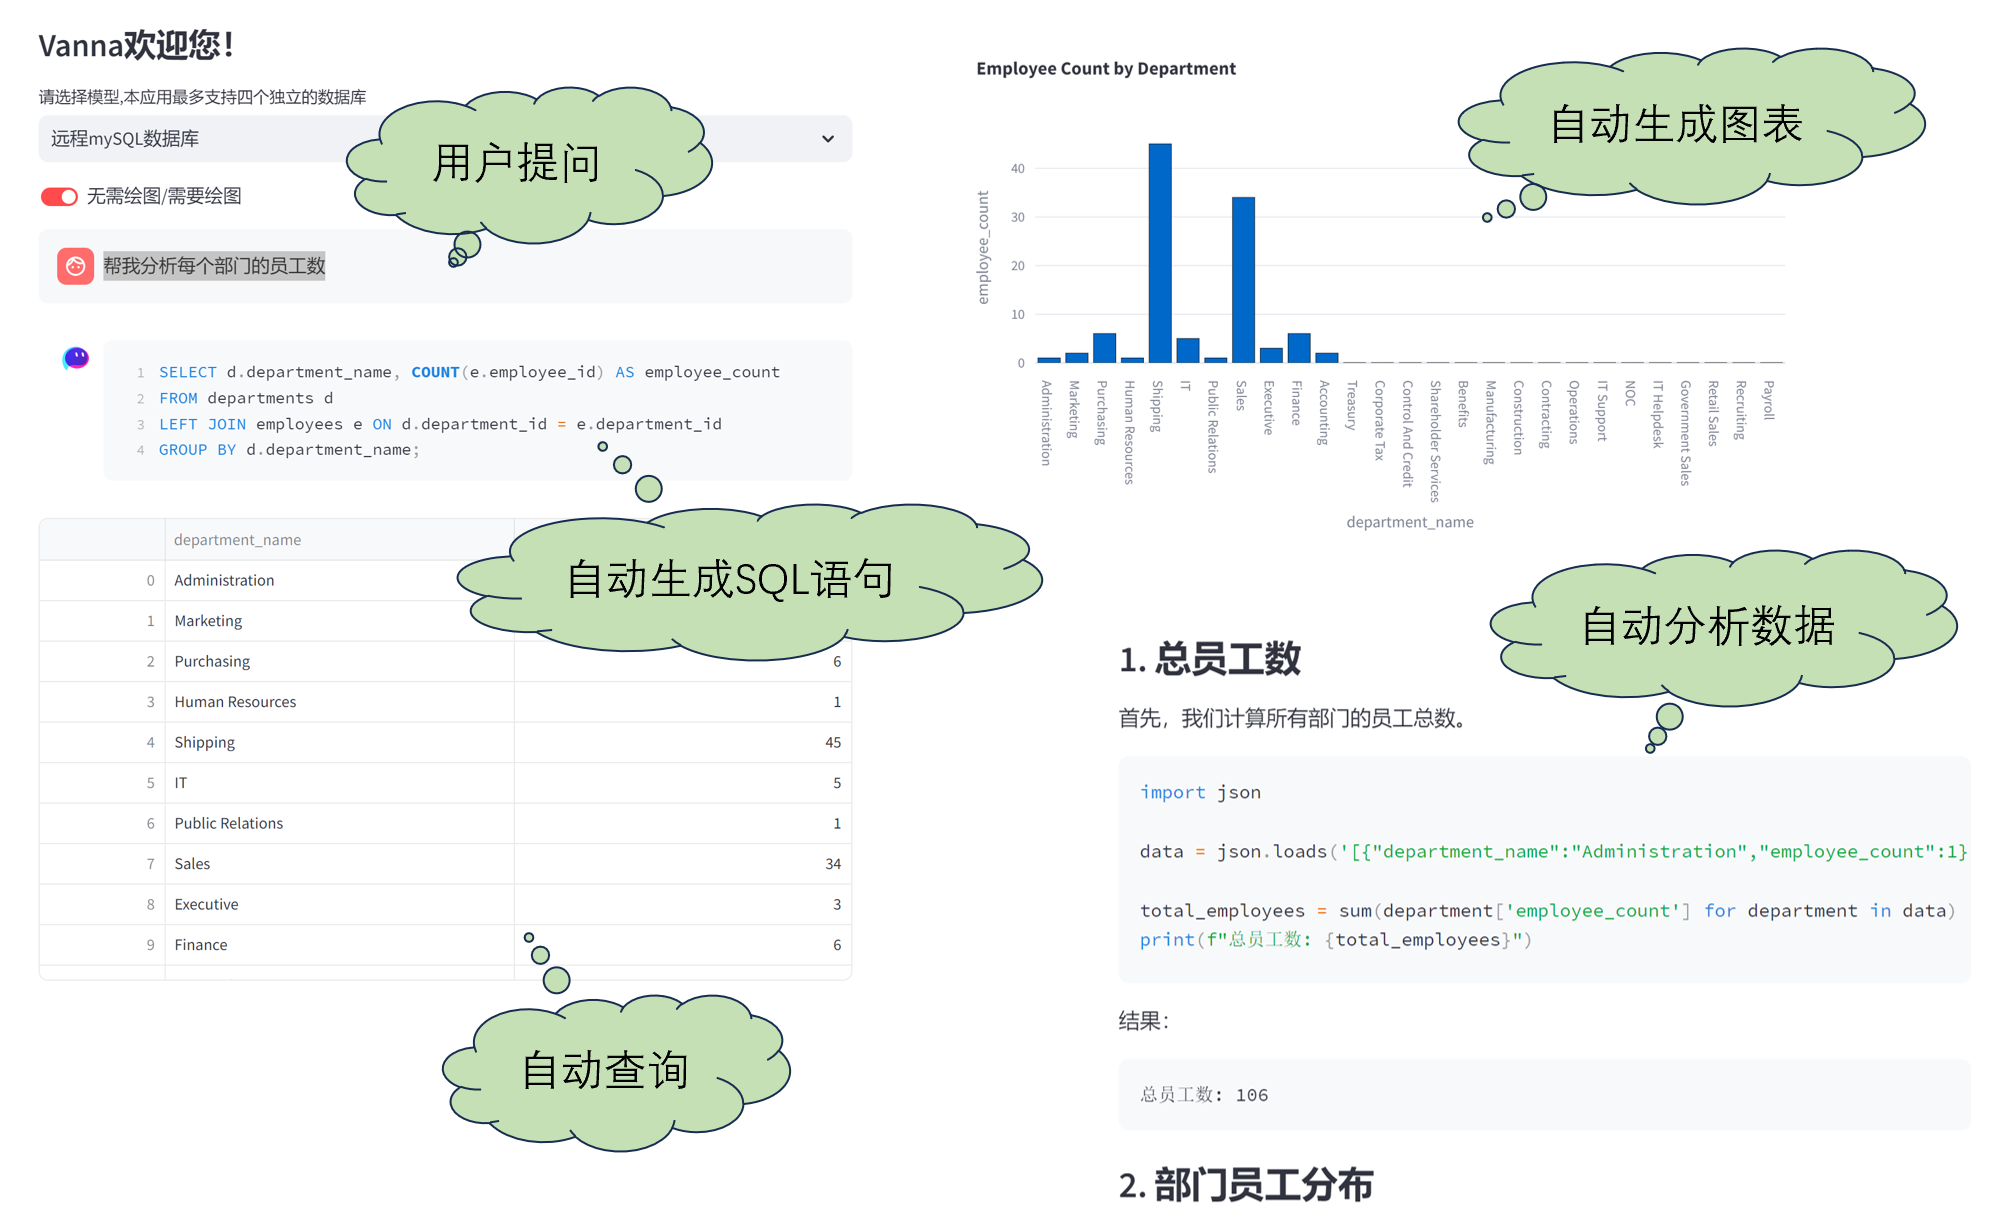 Vanna欢迎您！
请选择模型,本应用最多支持四个独立的数据库
远程mySQL数据库
无需绘图/需要绘图
用户提问
帮我分析每个部门的员工数
1 SELECT d.department_name, COUNT(e.employee_id) AS employee_count
2 FROM departments d
3 LEFT JOIN employees e ON d.department_id = e.department_id
4 GROUP BY d.department_name;
自动生成SQL语句
department_name
0 Administration
1 Marketing
2 Purchasing 6
3 Human Resources 1
4 Shipping 45
5 IT 5
6 Public Relations 1
7 Sales 34
8 Executive 3
9 Finance 6
自动查询
Employee Count by Department
自动生成图表
employee_count
40
30
20
10
0
Administration
Marketing
Purchasing
Human Resources
Shipping
IT
Public Relations
Sales
Executive
Finance
Accounting
Treasury
Corporate Tax
Control And Credit
Shareholder Services
Benefits
Manufacturing
Construction
Contracting
Operations
IT Support
NOC
IT Helpdesk
Government Sales
Retail Sales
Recruiting
Payroll
department_name
自动分析数据
1. 总员工数
首先，我们计算所有部门的员工总数。
import json
data = json.loads('[{"department_name":"Administration","employee_count":1}
total_employees = sum(department['employee_count'] for department in data)
print(f"总员工数: {total_employees}")
结果：
总员工数: 106
2. 部门员工分布